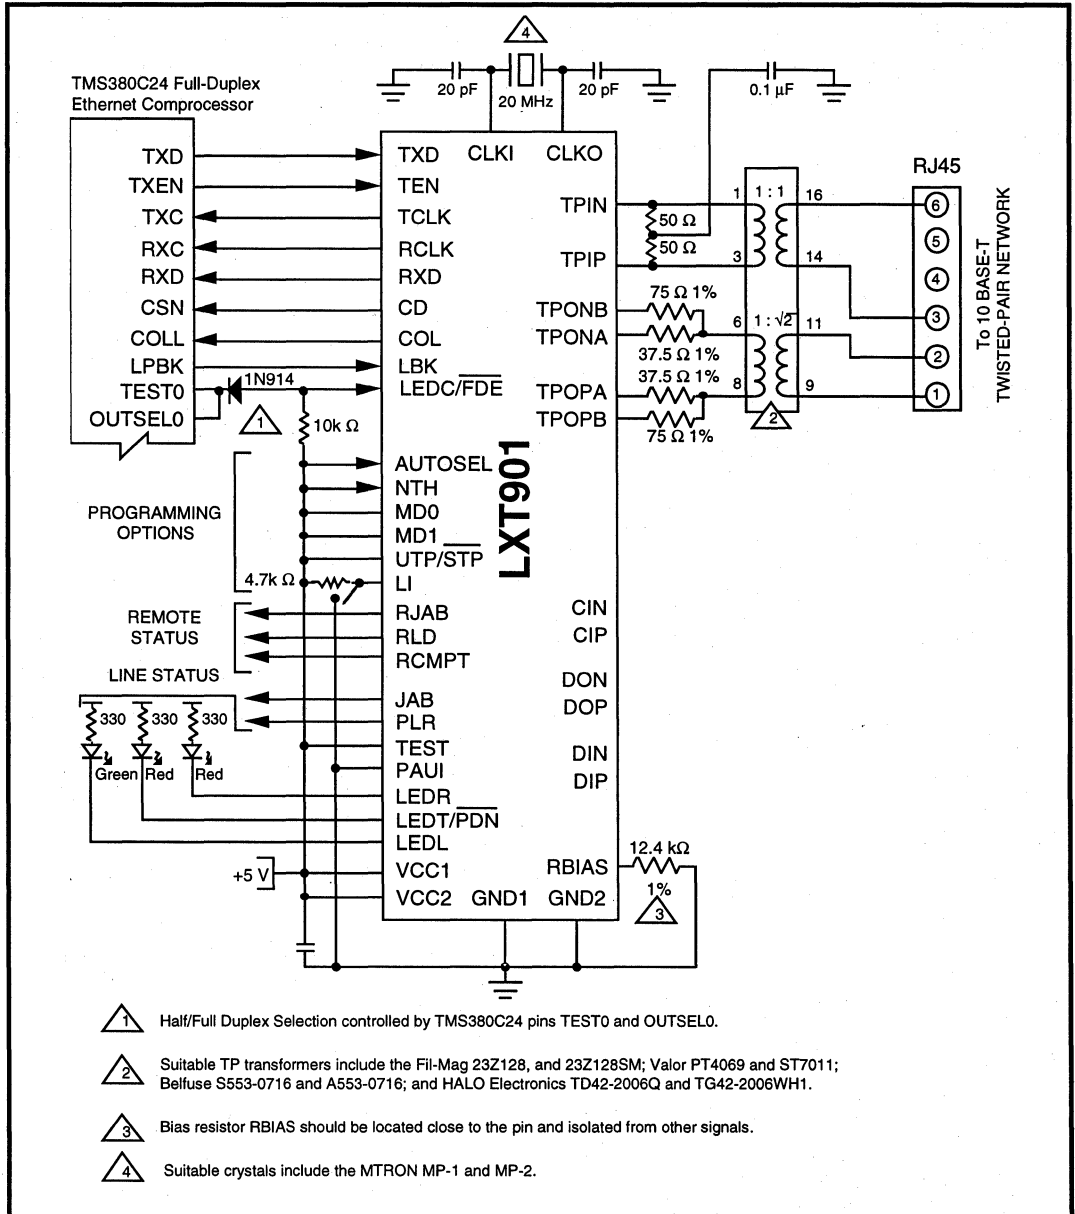 4
20 pF
20 MHz
20 pF
0.1 µF
TMS380C24 Full-Duplex
Ethernet Comprocessor
TXD
TXEN
TXC
RXC
RXD
CSN
COLL
LPBK
TEST0
OUTSEL0
1N914
1
10k Ω
PROGRAMMING
OPTIONS
4.7k Ω
REMOTE
STATUS
LINE STATUS
330
330
330
Green
Red
Red
+5 V
TXD
TEN
TCLK
RCLK
RXD
CD
COL
LBK
LEDC/F̅D̅E̅
AUTOSEL
NTH
MD0
MD1
UTP/S̅T̅P̅
LI
RJAB
RLD
RCMPT
JAB
PLR
TEST
PAUI
LEDR
LEDT/P̅D̅N̅
LEDL
VCC1
VCC2
CLKI
CLKO
LXT901
GND1
GND2
TPIN
TPIP
TPONB
TPONA
TPOPA
TPOPB
CIN
CIP
DON
DOP
DIN
DIP
RBIAS
50 Ω
50 Ω
75 Ω 1%
37.5 Ω 1%
37.5 Ω 1%
75 Ω 1%
12.4 kΩ
1%
3
1
1 : 1
16
3
14
6
1 : √2
11
8
9
2
RJ45
6
5
4
3
2
1
To 10 BASE-T
TWISTED-PAIR NETWORK
1 Half/Full Duplex Selection controlled by TMS380C24 pins TEST0 and OUTSEL0.
2 Suitable TP transformers include the Fil-Mag 23Z128, and 23Z128SM; Valor PT4069 and ST7011;
Belfuse S553-0716 and A553-0716; and HALO Electronics TD42-2006Q and TG42-2006WH1.
3 Bias resistor RBIAS should be located close to the pin and isolated from other signals.
4 Suitable crystals include the MTRON MP-1 and MP-2.